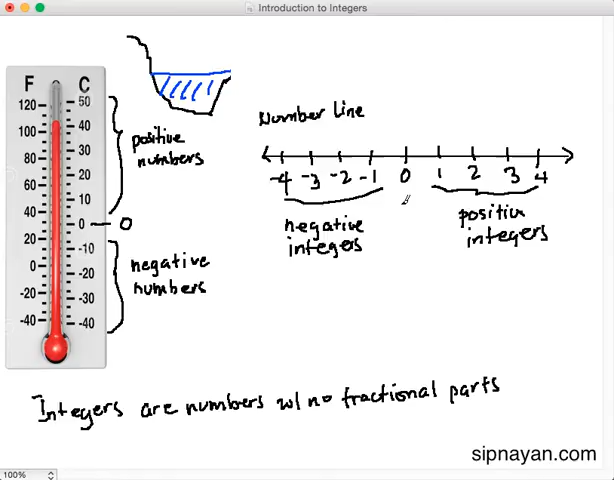 Introduction to Integers
F C
120 50
100 40
80 30
60 20
40 10
20 0
0 -10
-20 -20
-40 -30
-40
positive
numbers
0
negative
numbers
Number Line
-4 -3 -2 -1 0 1 2 3 4
negative
integers
positive
integers
Integers are numbers w/ no fractional parts
sipnayan.com
100%